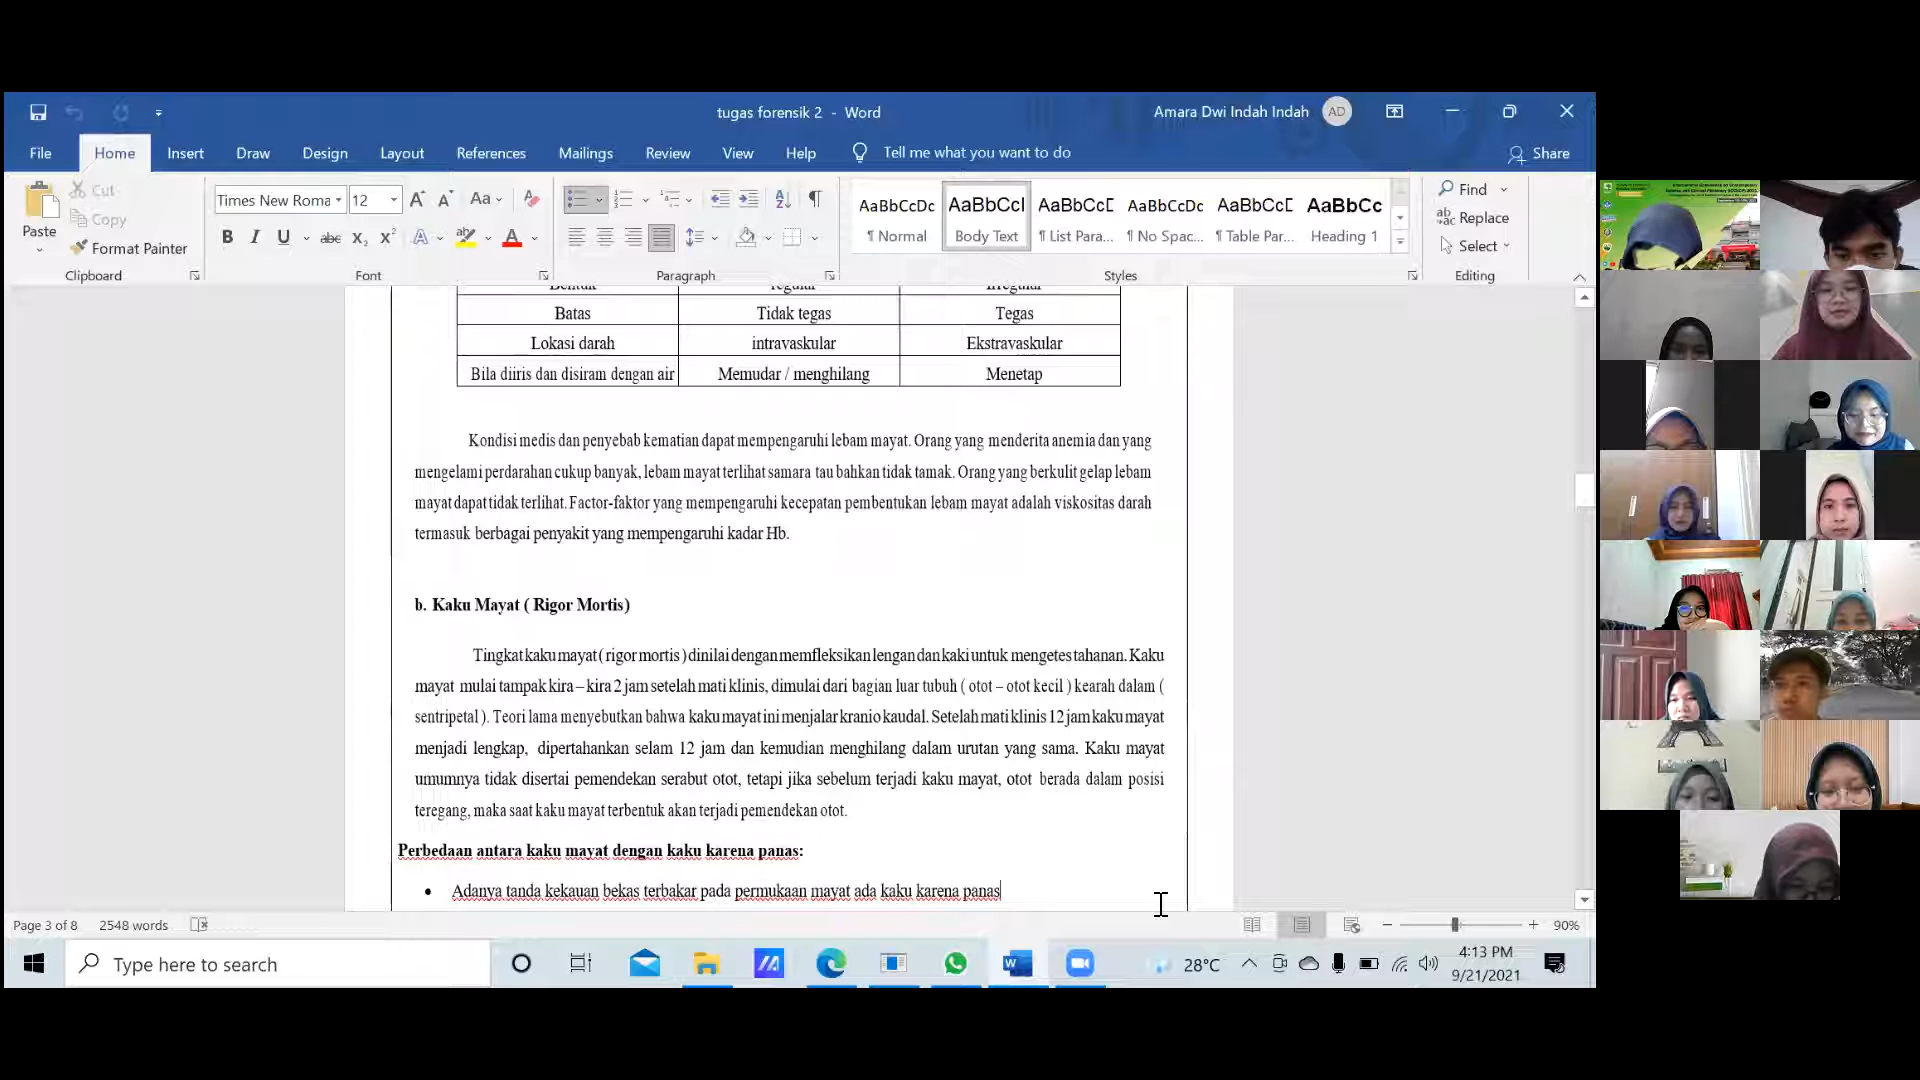 tugas forensik 2 - Word
Amara Dwi Indah Indah
AD
File
Home
Insert
Draw
Design
Layout
References
Mailings
Review
View
Help
Tell me what you want to do
Share
Paste
Cut
Copy
Format Painter
Clipboard
Times New Roma
12
Aa
B I U abc X₂ X²
Font
Paragraph
AaBbCcDc
¶ Normal
AaBbCcI
Body Text
AaBbCcD
¶ List Para...
AaBbCcDc
¶ No Spac...
AaBbCcD
¶ Table Par...
AaBbCc
Heading 1
Styles
Find
Replace
Select
Editing
Bentuk regular Irregular
Batas Tidak tegas Tegas
Lokasi darah intravaskular Ekstravaskular
Bila diiris dan disiram dengan air Memudar / menghilang Menetap
Kondisi medis dan penyebab kematian dapat mempengaruhi lebam mayat. Orang yang menderita anemia dan yang
mengelami perdarahan cukup banyak, lebam mayat terlihat samara tau bahkan tidak tamak. Orang yang berkulit gelap lebam
mayat dapat tidak terlihat. Factor-faktor yang mempengaruhi kecepatan pembentukan lebam mayat adalah viskositas darah
termasuk berbagai penyakit yang mempengaruhi kadar Hb.
b. Kaku Mayat ( Rigor Mortis)
Tingkat kaku mayat ( rigor mortis ) dinilai dengan memfleksikan lengan dan kaki untuk mengetes tahanan. Kaku
mayat mulai tampak kira – kira 2 jam setelah mati klinis, dimulai dari bagian luar tubuh ( otot – otot kecil ) kearah dalam (
sentripetal ). Teori lama menyebutkan bahwa kaku mayat ini menjalar kranio kaudal. Setelah mati klinis 12 jam kaku mayat
menjadi lengkap, dipertahankan selam 12 jam dan kemudian menghilang dalam urutan yang sama. Kaku mayat
umumnya tidak disertai pemendekan serabut otot, tetapi jika sebelum terjadi kaku mayat, otot berada dalam posisi
teregang, maka saat kaku mayat terbentuk akan terjadi pemendekan otot.
Perbedaan antara kaku mayat dengan kaku karena panas:
• Adanya tanda kekauan bekas terbakar pada permukaan mayat ada kaku karena panas
Page 3 of 8
2548 words
90%
Type here to search
28°C
4:13 PM
9/21/2021